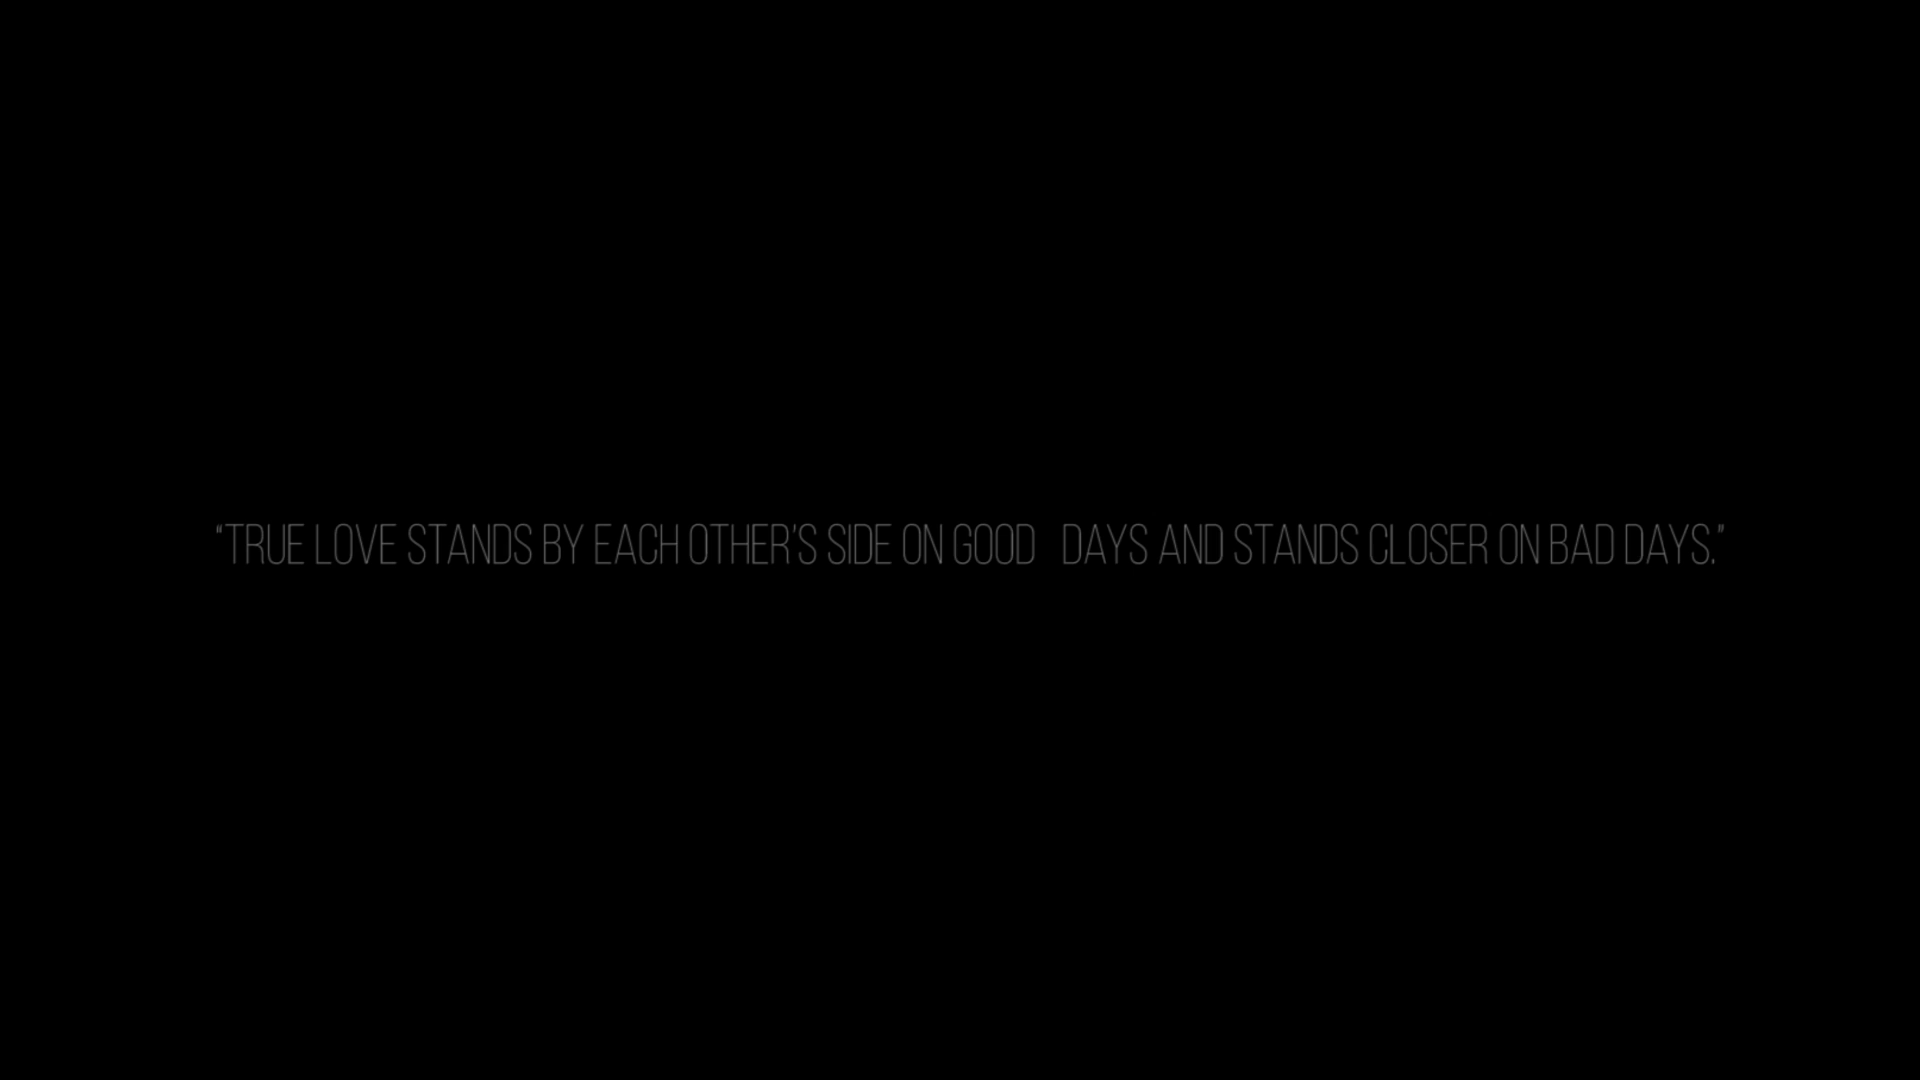 “TRUE LOVE STANDS BY EACH OTHER’S SIDE ON GOOD   DAYS AND STANDS CLOSER ON BAD DAYS.”